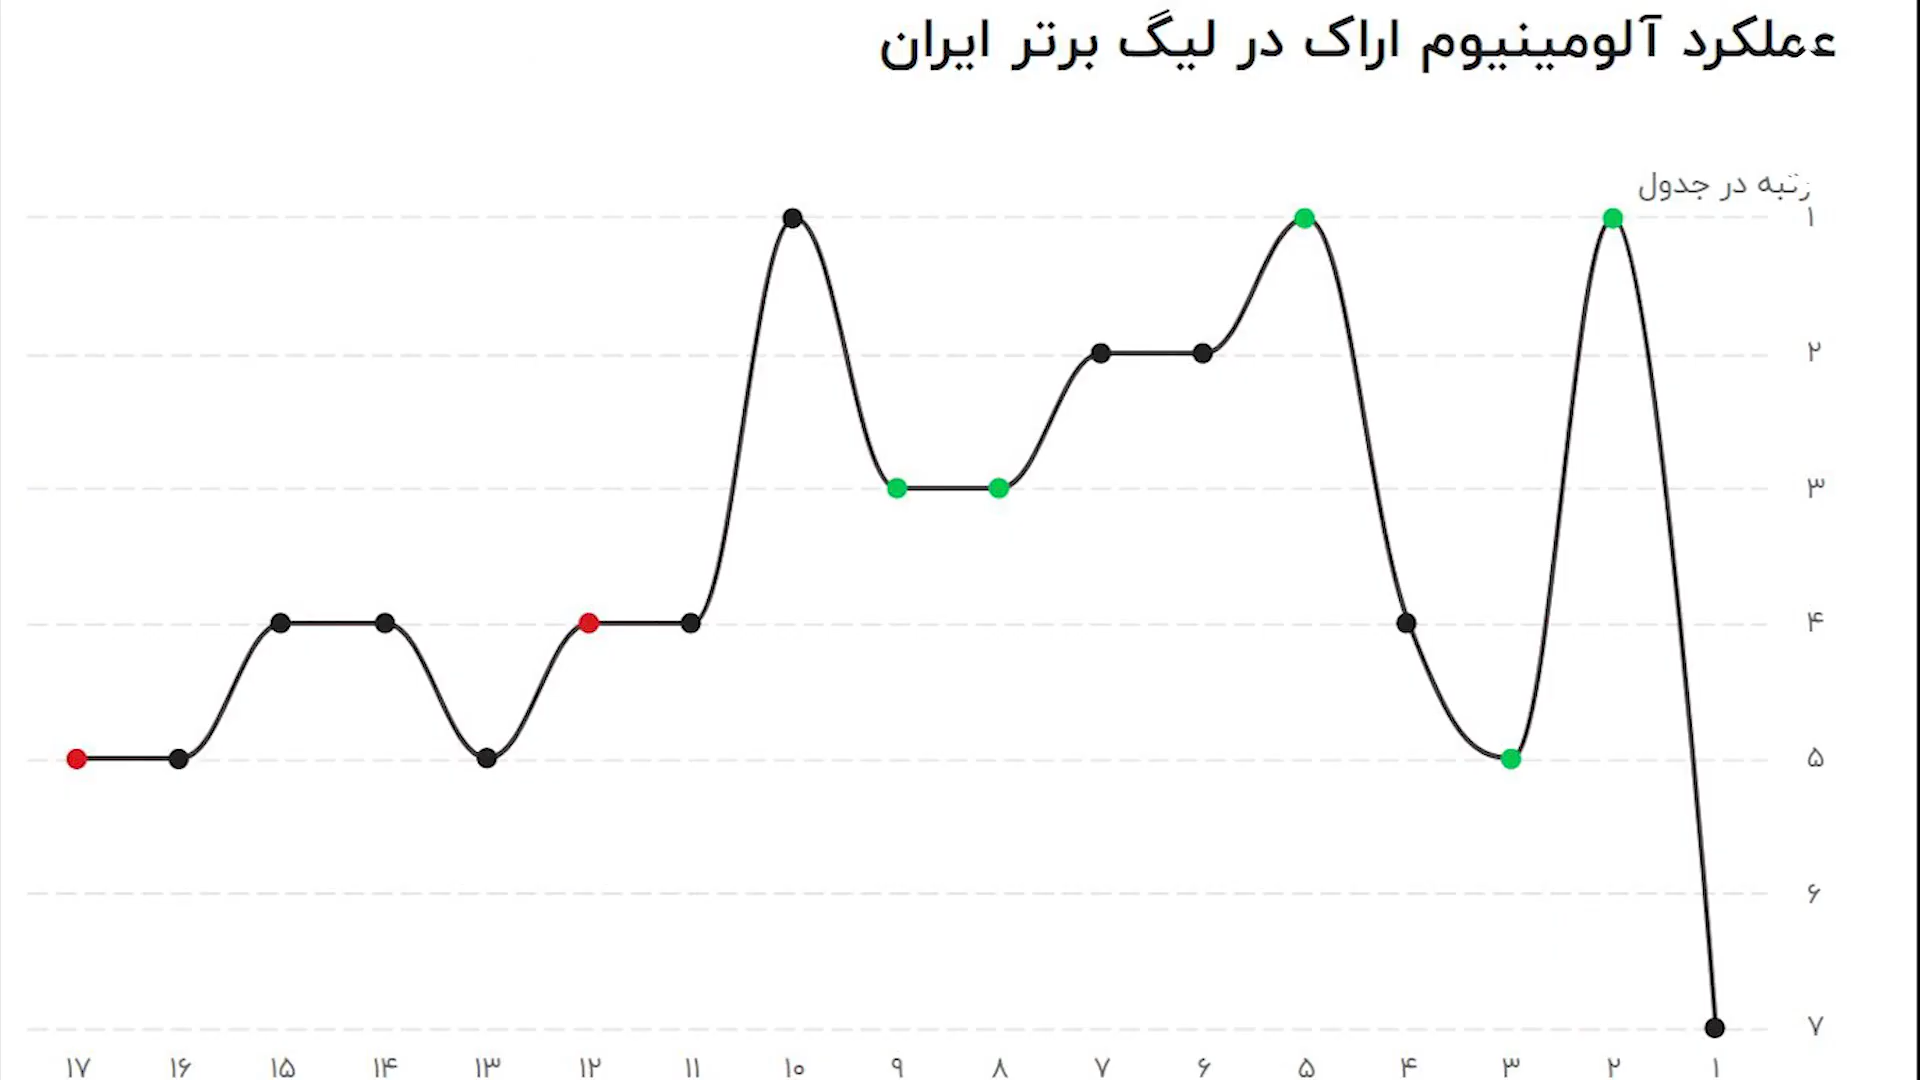 عملکرد آلومینیوم اراک در لیگ برتر ایران
رتبه در جدول
۱
۲
۳
۴
۵
۶
۷
۱ ۲ ۳ ۴ ۵ ۶ ۷ ۸ ۹ ۱۰ ۱۱ ۱۲ ۱۳ ۱۴ ۱۵ ۱۶ ۱۷